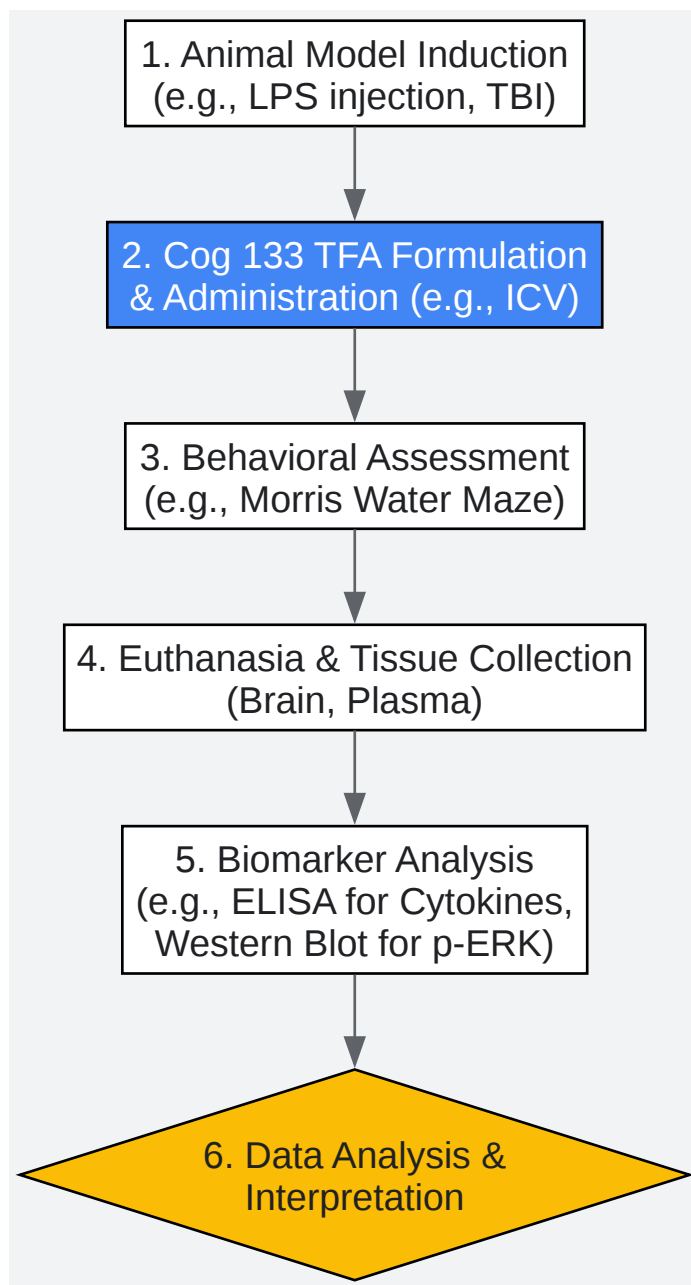 1. Animal Model Induction
(e.g., LPS injection, TBI)
2. Cog 133 TFA Formulation
& Administration (e.g., ICV)
3. Behavioral Assessment
(e.g., Morris Water Maze)
4. Euthanasia & Tissue Collection
(Brain, Plasma)
5. Biomarker Analysis
(e.g., ELISA for Cytokines,
Western Blot for p-ERK)
6. Data Analysis &
Interpretation